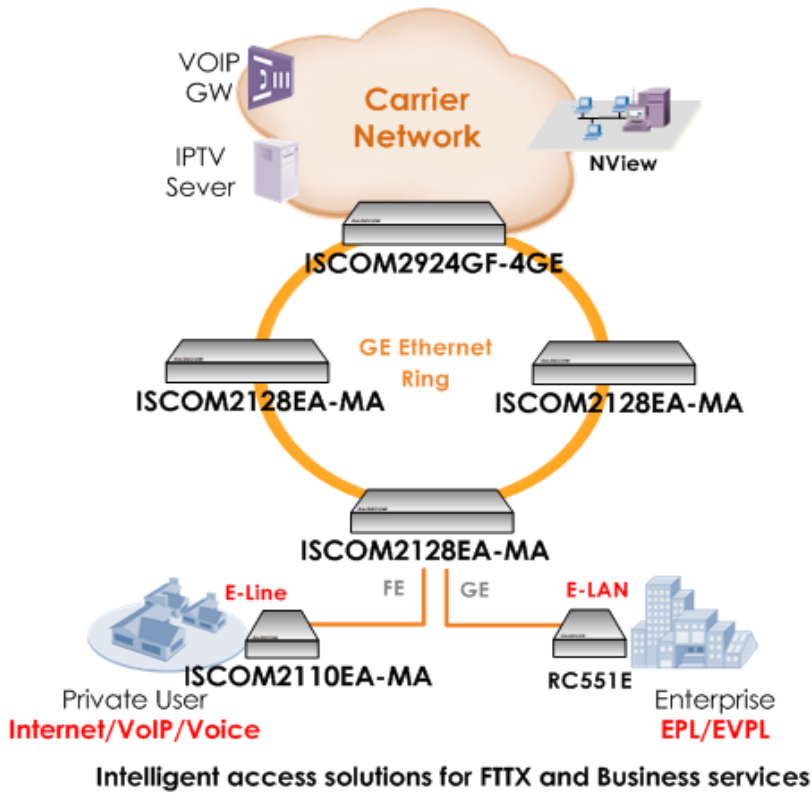 VOIP
GW
Carrier
Network
IPTV
Sever
NView
ISCOM2924GF-4GE
GE Ethernet
Ring
ISCOM2128EA-MA
ISCOM2128EA-MA
ISCOM2128EA-MA
FE
GE
E-Line
E-LAN
ISCOM2110EA-MA
RC551E
Private User
Internet/VoIP/Voice
Enterprise
EPL/EVPL
Intelligent access solutions for FTTX and Business services